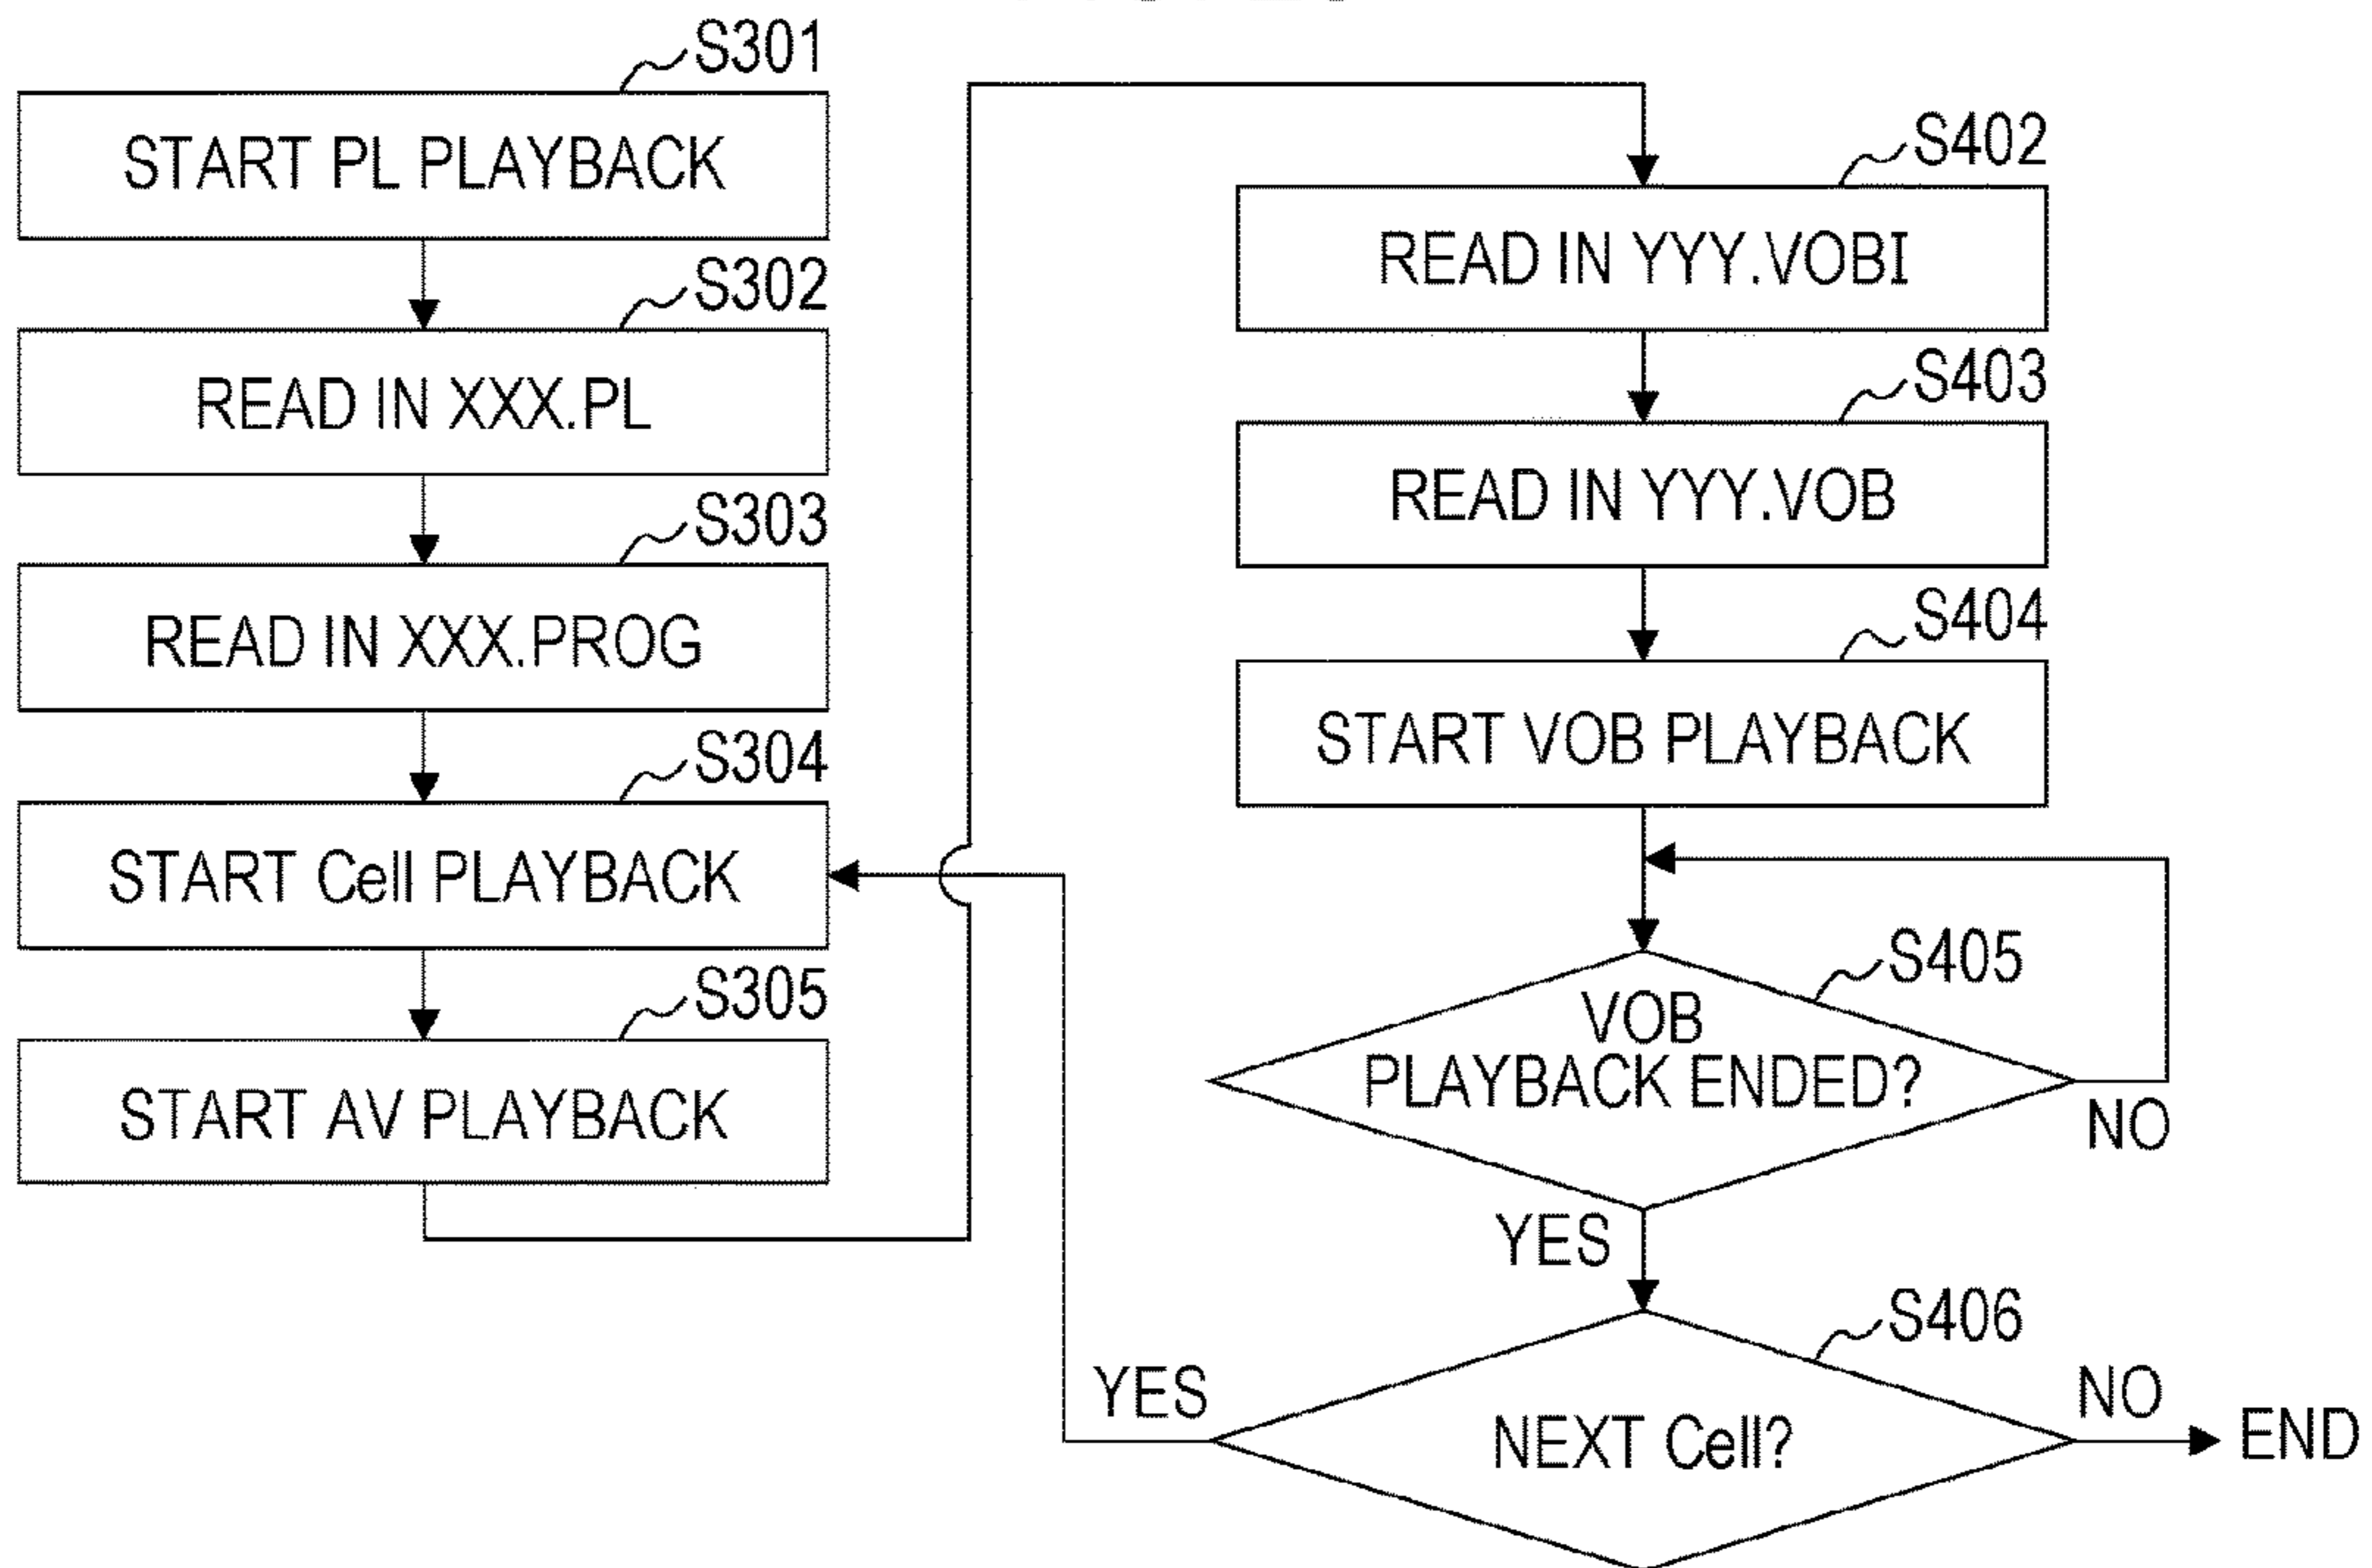 S301
START PL PLAYBACK
S302
READ IN XXX.PL
S303
READ IN XXX.PROG
S304
START Cell PLAYBACK
S305
START AV PLAYBACK
S402
READ IN YYY.VOBI
S403
READ IN YYY.VOB
S404
START VOB PLAYBACK
S405
VOB
PLAYBACK ENDED?
NO
YES
S406
NEXT Cell?
YES
NO
END